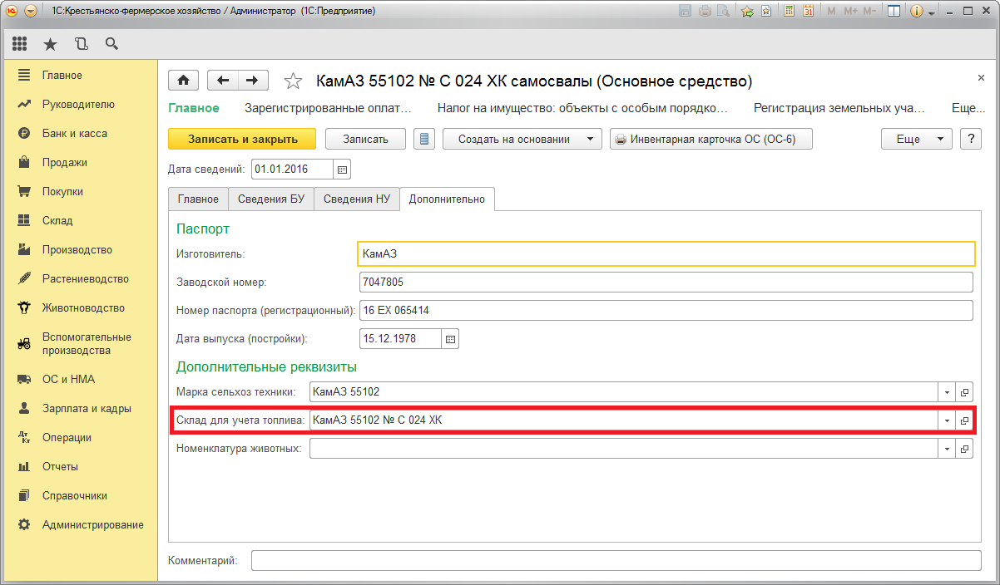 1С:Крестьянско-фермерское хозяйство / Администратор (1С:Предприятие)
M M+ M-
Главное
Руководителю
Банк и касса
Продажи
Покупки
Склад
Производство
Растениеводство
Животноводство
Вспомогательные
производства
ОС и НМА
Зарплата и кадры
Операции
Отчеты
Справочники
Администрирование
КамАЗ 55102 № С 024 ХК самосвалы (Основное средство)
Главное Зарегистрированные оплат... Налог на имущество: объекты с особым порядко... Регистрация земельных уча... Еще...
Записать и закрыть Записать Создать на основании Инвентарная карточка ОС (ОС-6) Еще ?
Дата сведений: 01.01.2016
Главное Сведения БУ Сведения НУ Дополнительно
Паспорт
Изготовитель: КамАЗ
Заводской номер: 7047805
Номер паспорта (регистрационный): 16 ЕХ 065414
Дата выпуска (постройки): 15.12.1978
Дополнительные реквизиты
Марка сельхоз техники: КамАЗ 55102
Склад для учета топлива: КамАЗ 55102 № С 024 ХК
Номенклатура животных:
Комментарий: